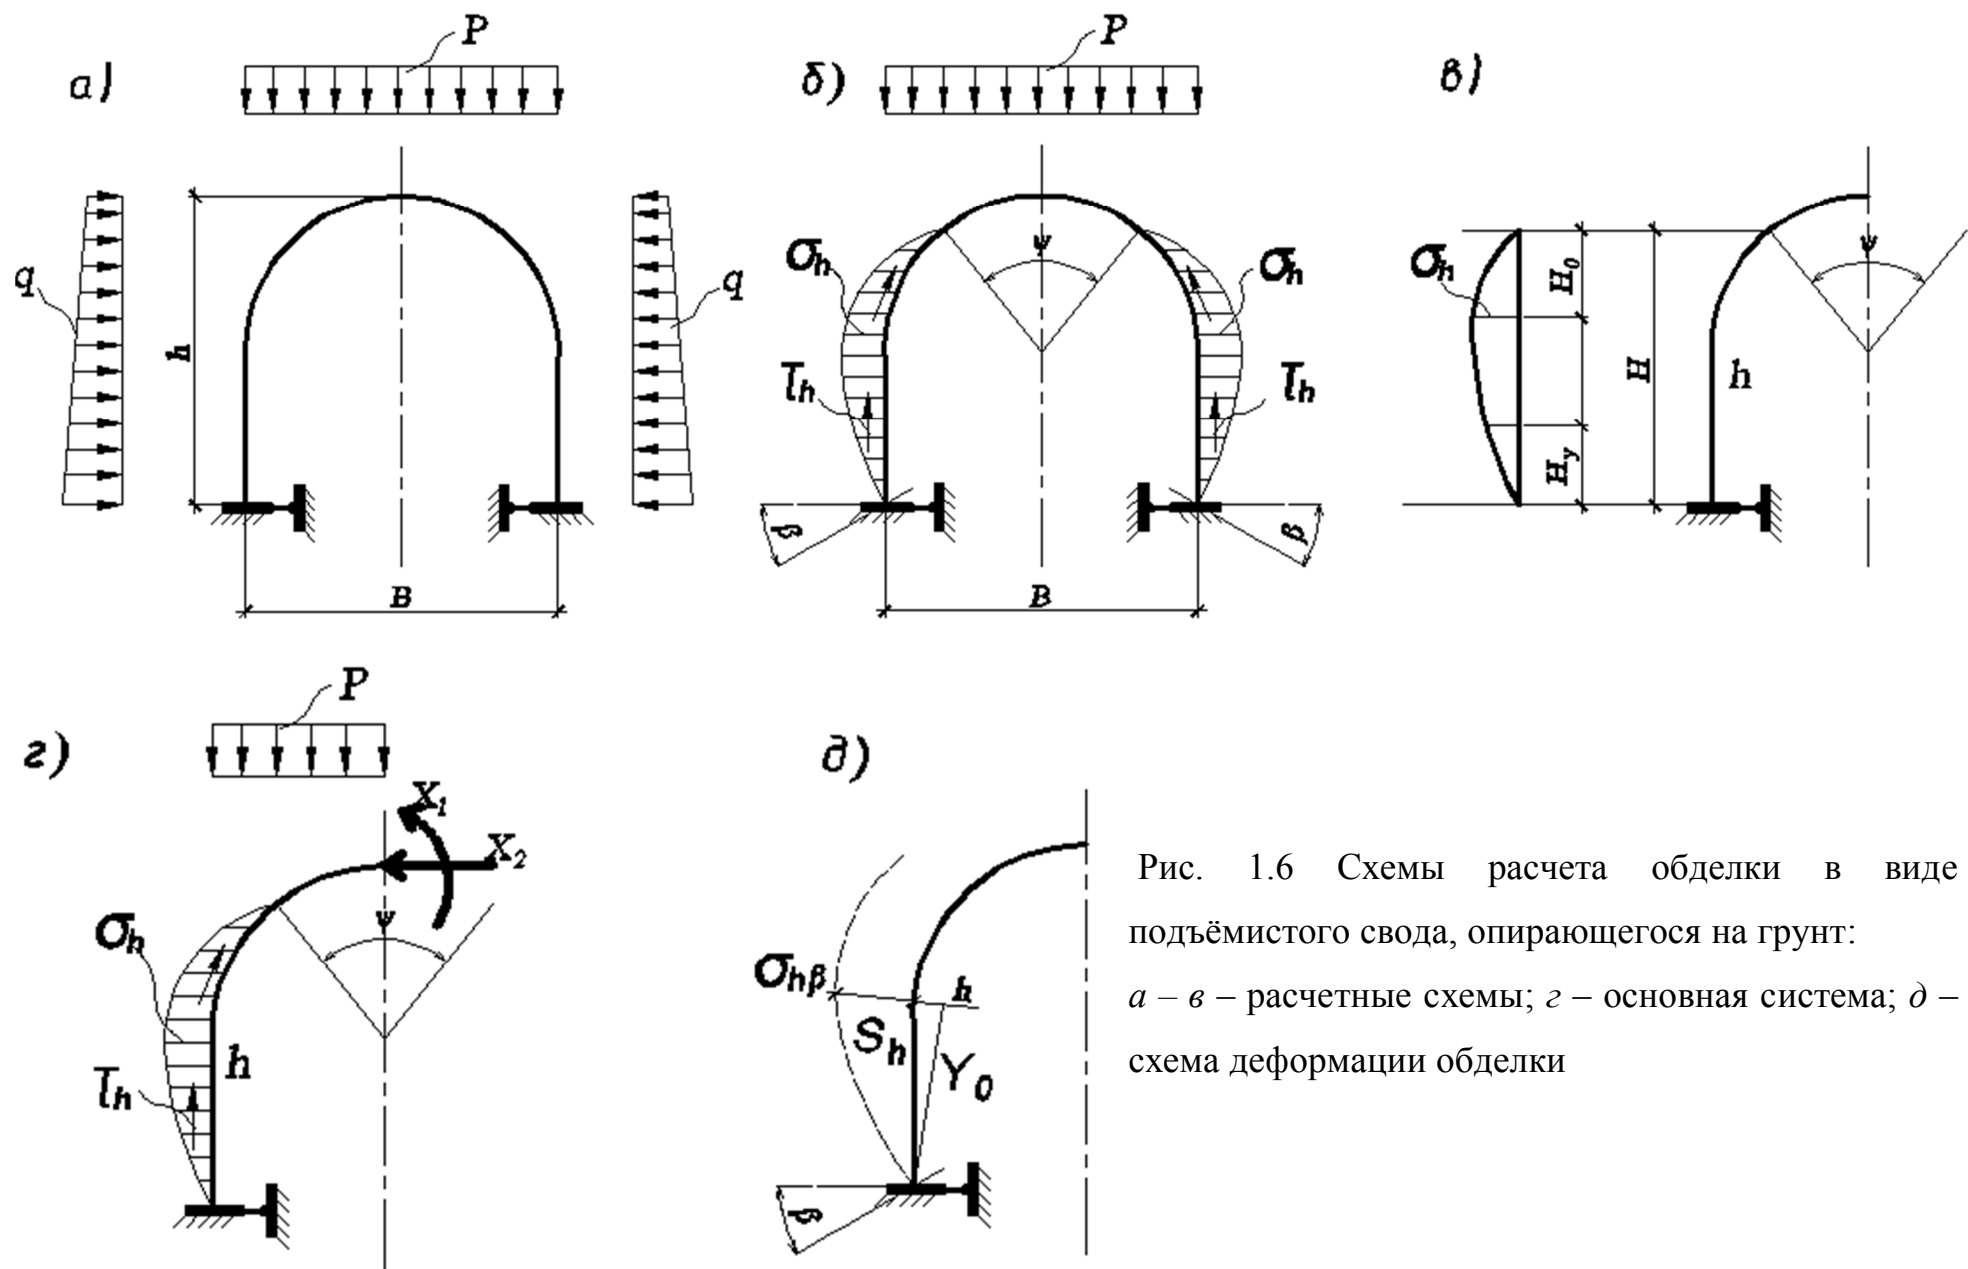 а)
P
q
h
q
B
б)
P
σh
ψ
σh
τh
τh
β
β
B
в)
σh
H0
H
Hy
h
ψ
г)
P
X1
X2
ψ
σh
h
τh
д)
σhβ
h
Sh
Y0
β
Рис. 1.6 Схемы расчета обделки в виде
подъёмистого свода, опирающегося на грунт:
а – в – расчетные схемы; г – основная система; д –
схема деформации обделки